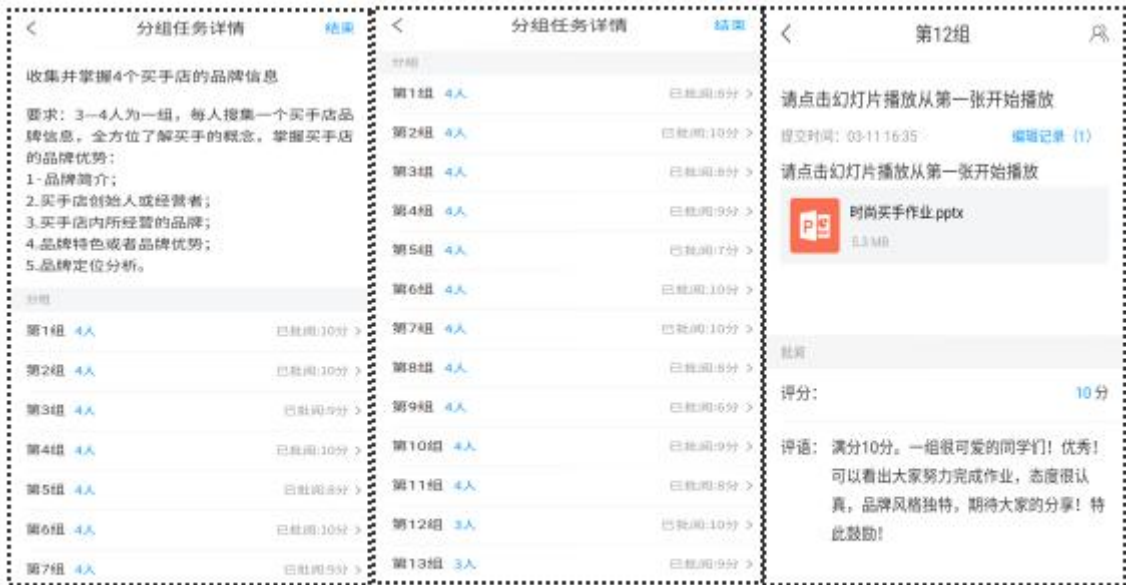 分组任务详情
结束
收集并掌握4个买手店的品牌信息
要求：3—4人为一组，每人搜集一个买手店品
牌信息，全方位了解买手的概念，掌握买手店
的品牌优势：
1-品牌简介；
2.买手店创始人或经营者；
3.买手店内所经营的品牌；
4.品牌特色或者品牌优势；
5.品牌定位分析。
分组
第1组 4人 已批阅:10分
第2组 4人 已批阅:10分
第3组 4人 已批阅:9分
第4组 4人 已批阅:10分
第5组 4人 已批阅:8分
第6组 4人 已批阅:10分
第7组 4人 已批阅:9分
分组任务详情
结束
分组
第1组 4人 已批阅:8分
第2组 4人 已批阅:10分
第3组 4人 已批阅:8分
第4组 4人 已批阅:9分
第5组 4人 已批阅:7分
第6组 4人 已批阅:10分
第7组 4人 已批阅:10分
第8组 4人 已批阅:8分
第9组 4人 已批阅:6分
第10组 4人 已批阅:9分
第11组 4人 已批阅:8分
第12组 3人 已批阅:10分
第13组 3人 已批阅:9分
第12组
请点击幻灯片播放从第一张开始播放
提交时间：03-11 16:35
编辑记录（1）
请点击幻灯片播放从第一张开始播放
时尚买手作业.pptx
6.3 MB
批阅
评分：
10 分
评语：满分10分。一组很可爱的同学们！优秀！
可以看出大家努力完成作业，态度很认
真，品牌风格独特，期待大家的分享！特
此鼓励！